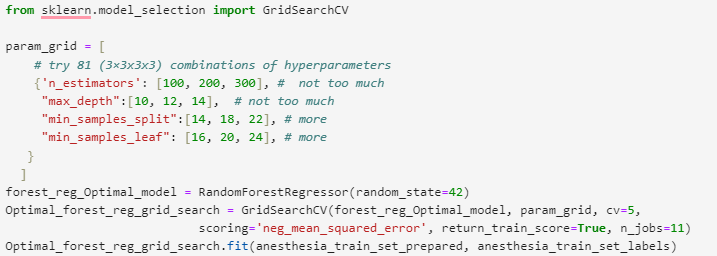 from sklearn.model_selection import GridSearchCV
param_grid = [
# try 81 (3×3x3x3) combinations of hyperparameters
{'n_estimators': [100, 200, 300], # not too much
"max_depth":[10, 12, 14], # not too much
"min_samples_split":[14, 18, 22], # more
"min_samples_leaf": [16, 20, 24], # more
}
]
forest_reg_Optimal_model = RandomForestRegressor(random_state=42)
Optimal_forest_reg_grid_search = GridSearchCV(forest_reg_Optimal_model, param_grid, cv=5,
scoring='neg_mean_squared_error', return_train_score=True, n_jobs=11)
Optimal_forest_reg_grid_search.fit(anesthesia_train_set_prepared, anesthesia_train_set_labels)